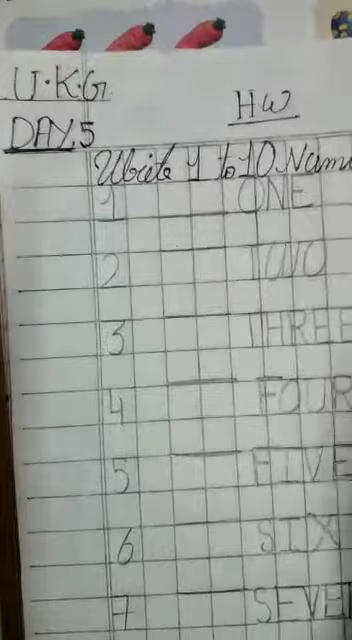 U.K.G.
HW
DAY.5
Write 1 to 10 Nam
1 ONE
2 TWO
3 THREE
4 FOUR
5 FIVE
6 SIX
7 SEVE